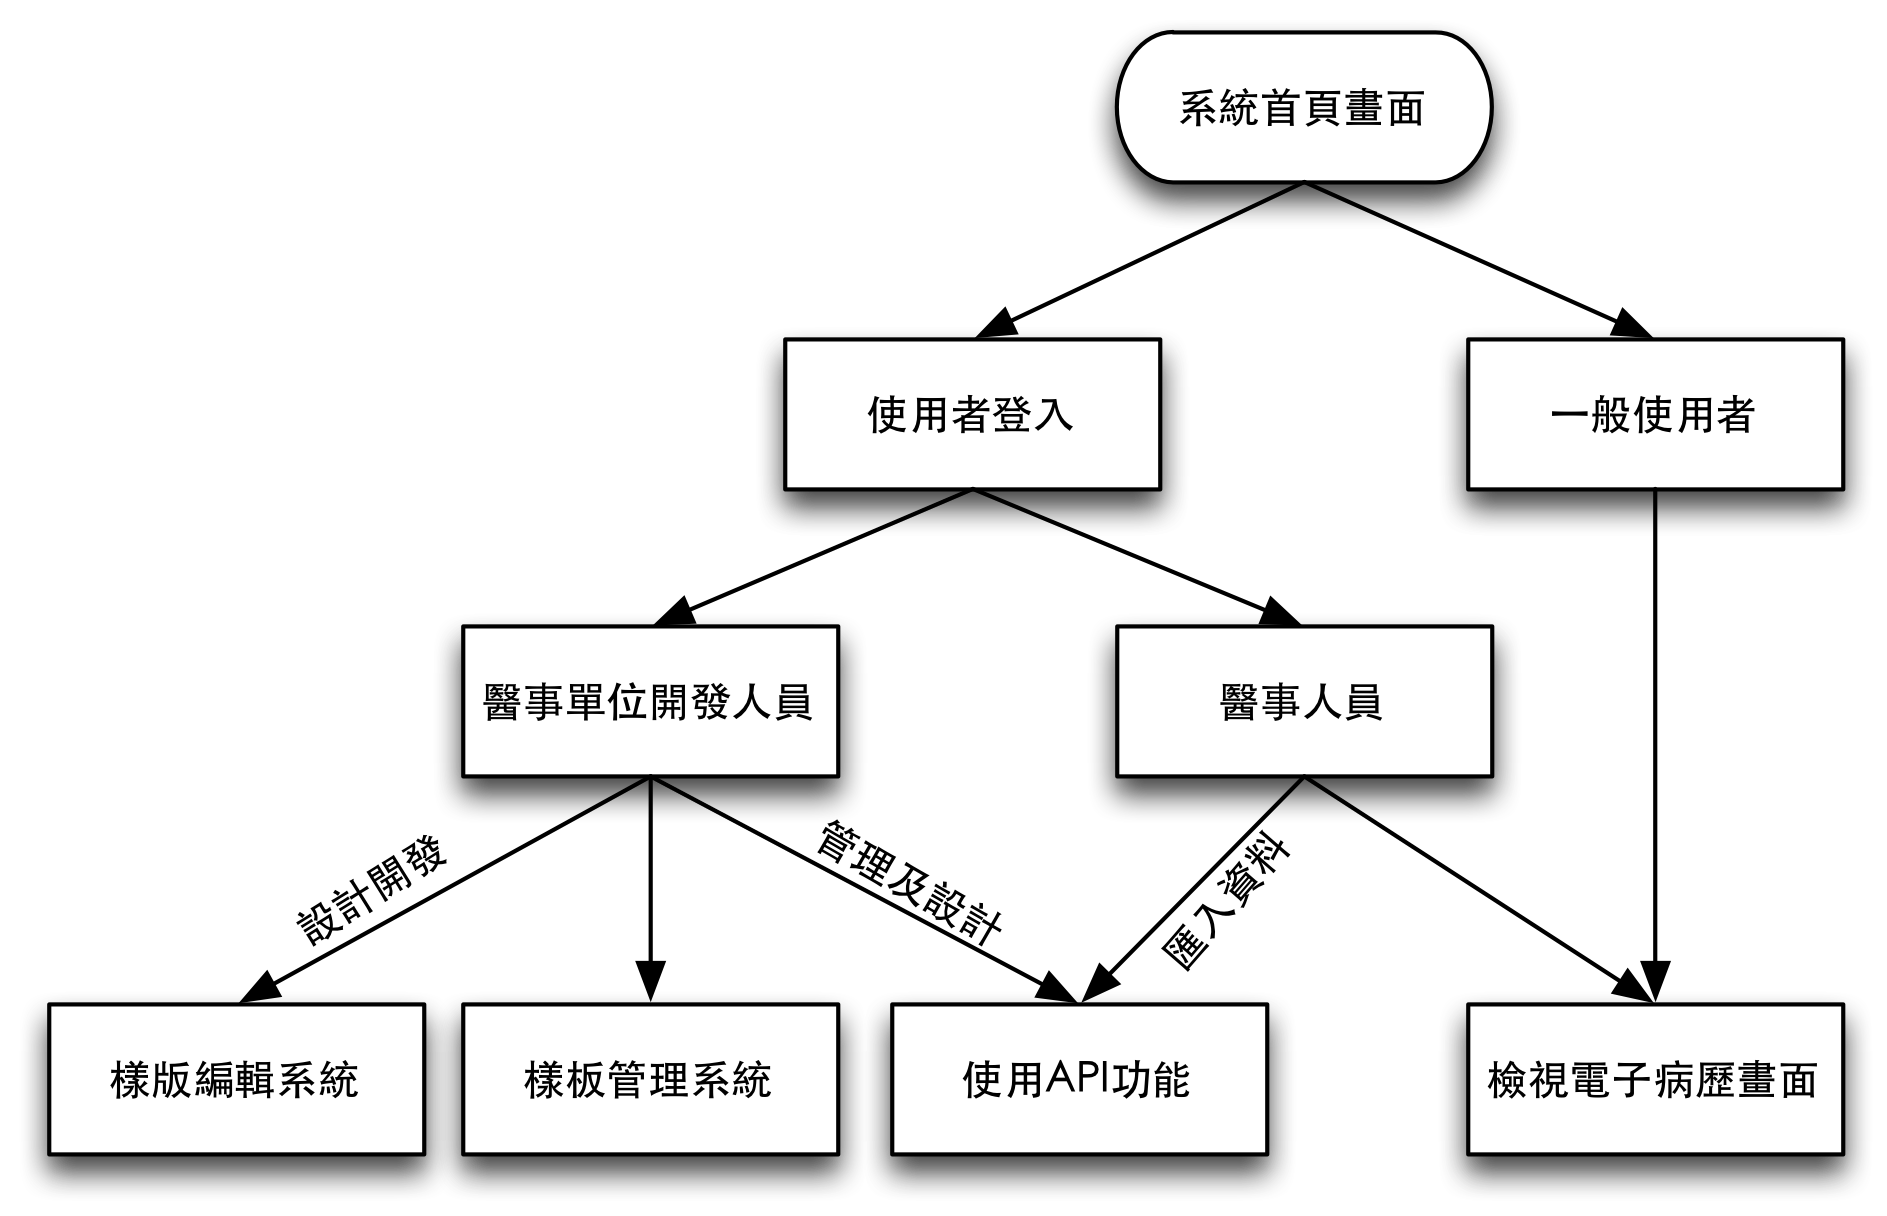 系統首頁畫面
使用者登入
一般使用者
醫事單位開發人員
醫事人員
設計開發
管理及設計
匯入資料
樣版編輯系統
樣板管理系統
使用API功能
檢視電子病歷畫面